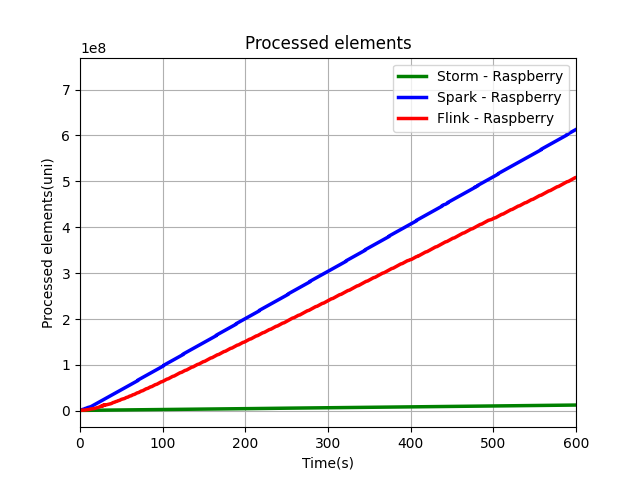 Processed elements
1e8
Storm - Raspberry
Spark - Raspberry
Flink - Raspberry
7
6
5
4
3
2
1
0
Processed elements(uni)
0 100 200 300 400 500 600
Time(s)